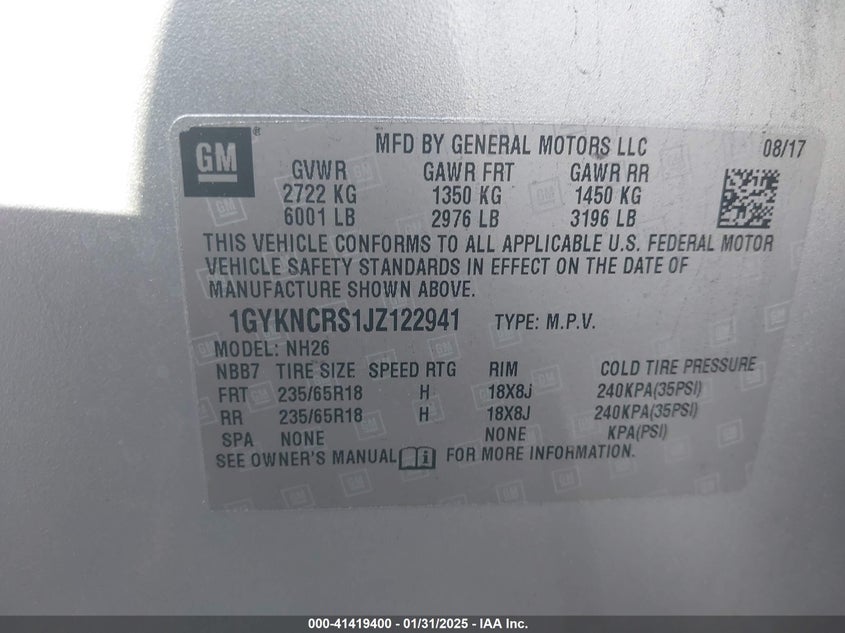 GM®
MFD BY GENERAL MOTORS LLC 08/17
GVWR GAWR FRT GAWR RR
2722 KG 1350 KG 1450 KG
6001 LB 2976 LB 3196 LB
THIS VEHICLE CONFORMS TO ALL APPLICABLE U.S. FEDERAL MOTOR
VEHICLE SAFETY STANDARDS IN EFFECT ON THE DATE OF
MANUFACTURE SHOWN ABOVE.
1GYKNCRS1JZ122941 TYPE: M.P.V.
MODEL: NH26
NBB7 TIRE SIZE SPEED RTG RIM COLD TIRE PRESSURE
FRT 235/65R18 H 18X8J 240KPA(35PSI)
RR 235/65R18 H 18X8J 240KPA(35PSI)
SPA NONE NONE KPA(PSI)
SEE OWNER'S MANUAL i FOR MORE INFORMATION.
000-41419400 - 01/31/2025 - IAA Inc.